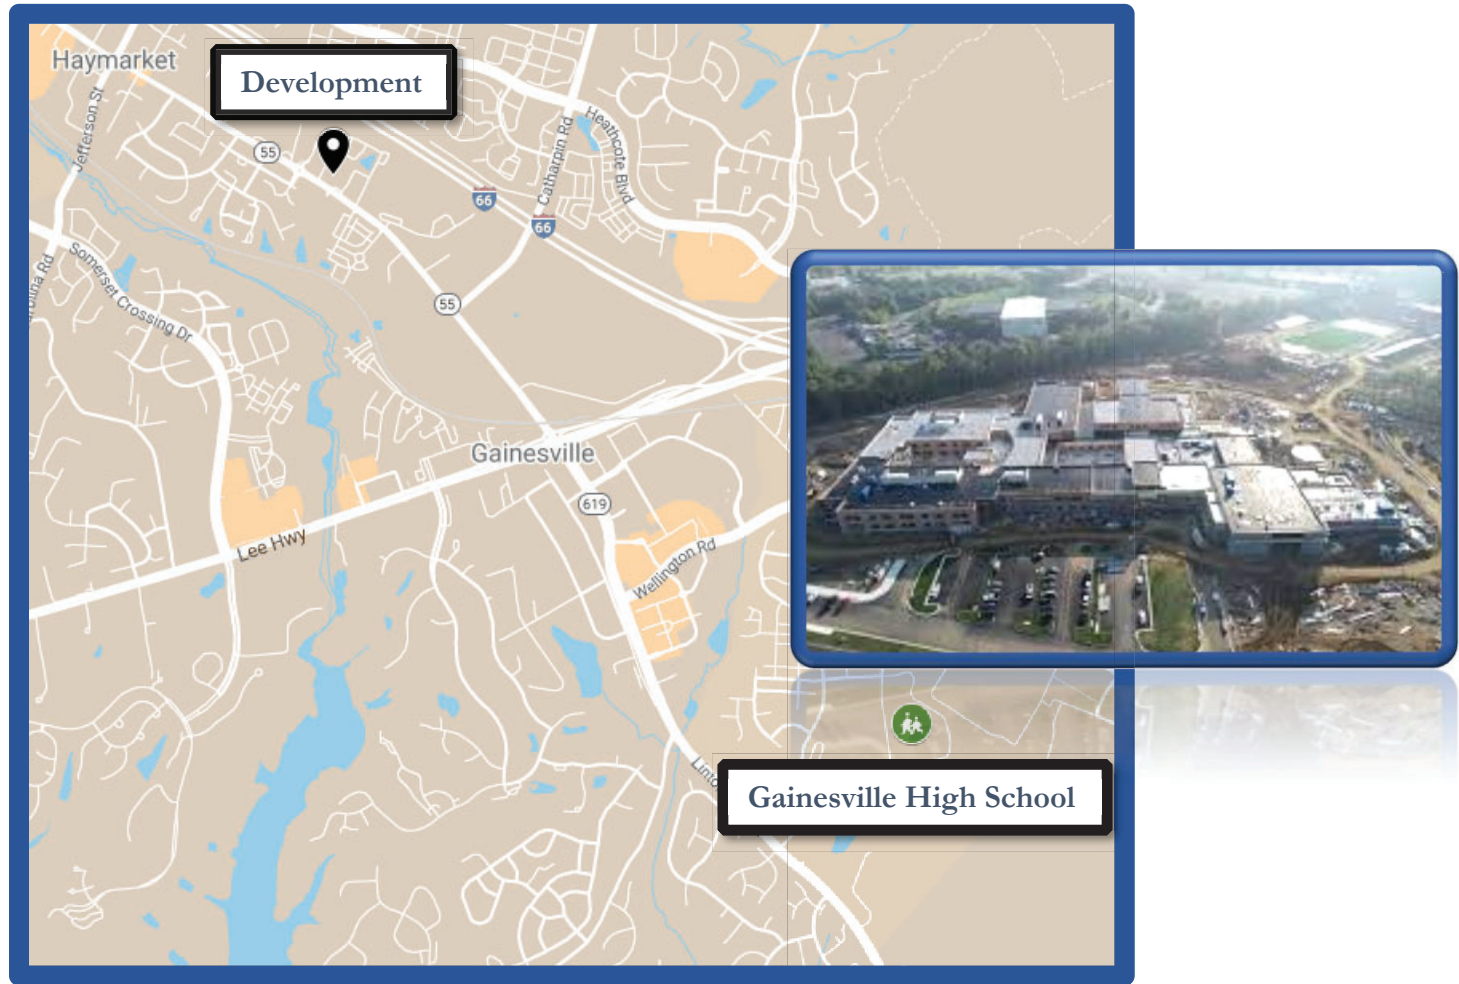 Haymarket
Development
Jefferson St
55
Heathcote Blvd
Catharpin Rd
66
66
Somerset Crossing Dr
55
Gainesville
619
Lee Hwy
Wellington Rd
Gainesville High School